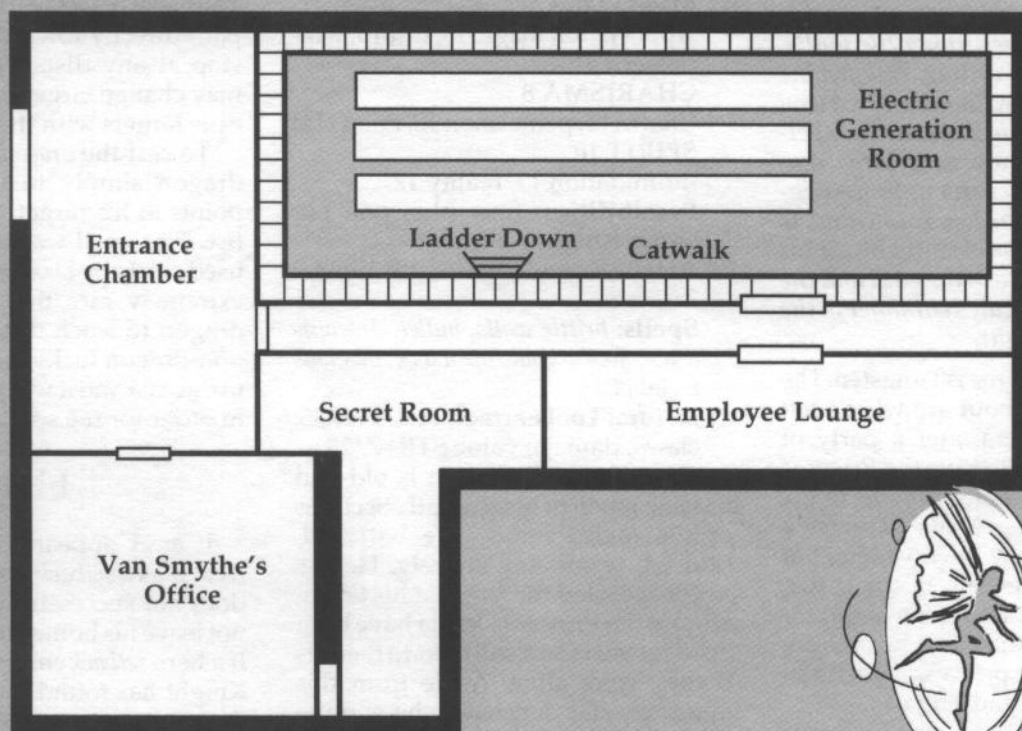 Electric
Generation
Room
Ladder Down
Catwalk
Entrance
Chamber
Secret Room
Employee Lounge
Van Smythe's
Office